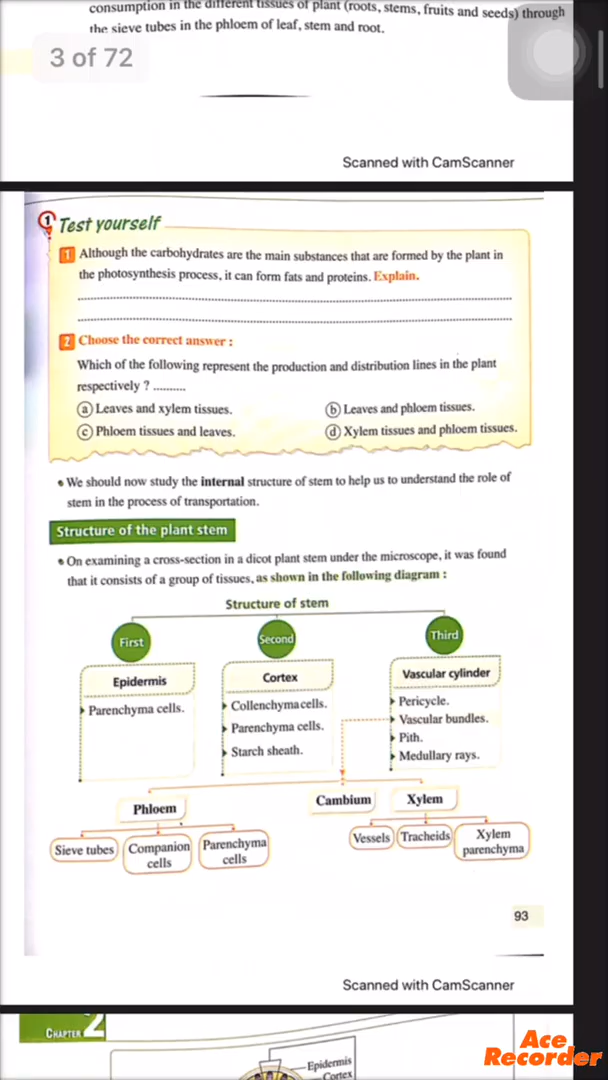 consumption in the different tissues of plant (roots, stems, fruits and seeds) through
the sieve tubes in the phloem of leaf, stem and root.
3 of 72
Scanned with CamScanner
1 Test yourself
1 Although the carbohydrates are the main substances that are formed by the plant in
the photosynthesis process, it can form fats and proteins. Explain.
2 Choose the correct answer :
Which of the following represent the production and distribution lines in the plant
respectively ? ..........
a Leaves and xylem tissues.
b Leaves and phloem tissues.
c Phloem tissues and leaves.
d Xylem tissues and phloem tissues.
• We should now study the internal structure of stem to help us to understand the role of
stem in the process of transportation.
Structure of the plant stem
• On examining a cross-section in a dicot plant stem under the microscope, it was found
that it consists of a group of tissues, as shown in the following diagram :
Structure of stem
First
Second
Third
Epidermis
Parenchyma cells.
Cortex
Collenchyma cells.
Parenchyma cells.
Starch sheath.
Vascular cylinder
Pericycle.
Vascular bundles.
Pith.
Medullary rays.
Phloem
Cambium
Xylem
Sieve tubes
Companion
cells
Parenchyma
cells
Vessels
Tracheids
Xylem
parenchyma
93
Scanned with CamScanner
CHAPTER 2
Epidermis
Cortex
Ace
Recorder